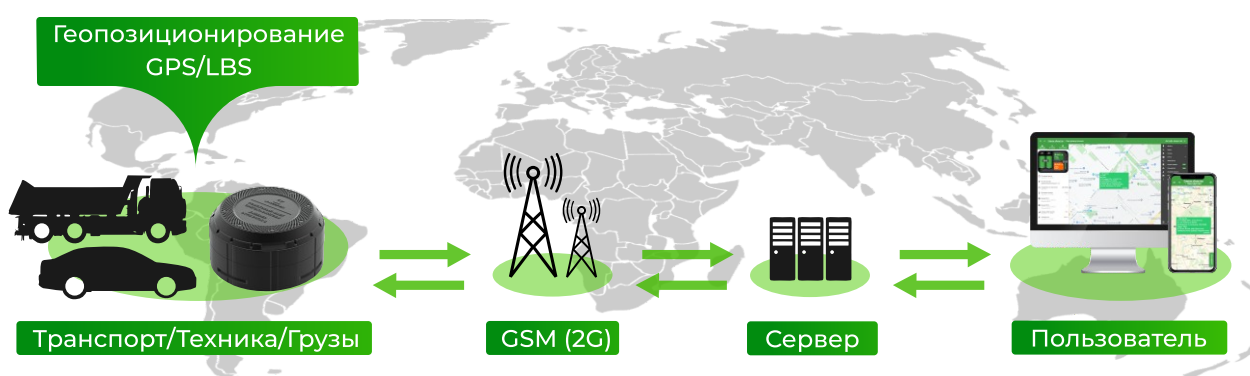 Геопозиционирование
GPS/LBS
Транспорт/Техника/Грузы
GSM (2G)
Сервер
Пользователь